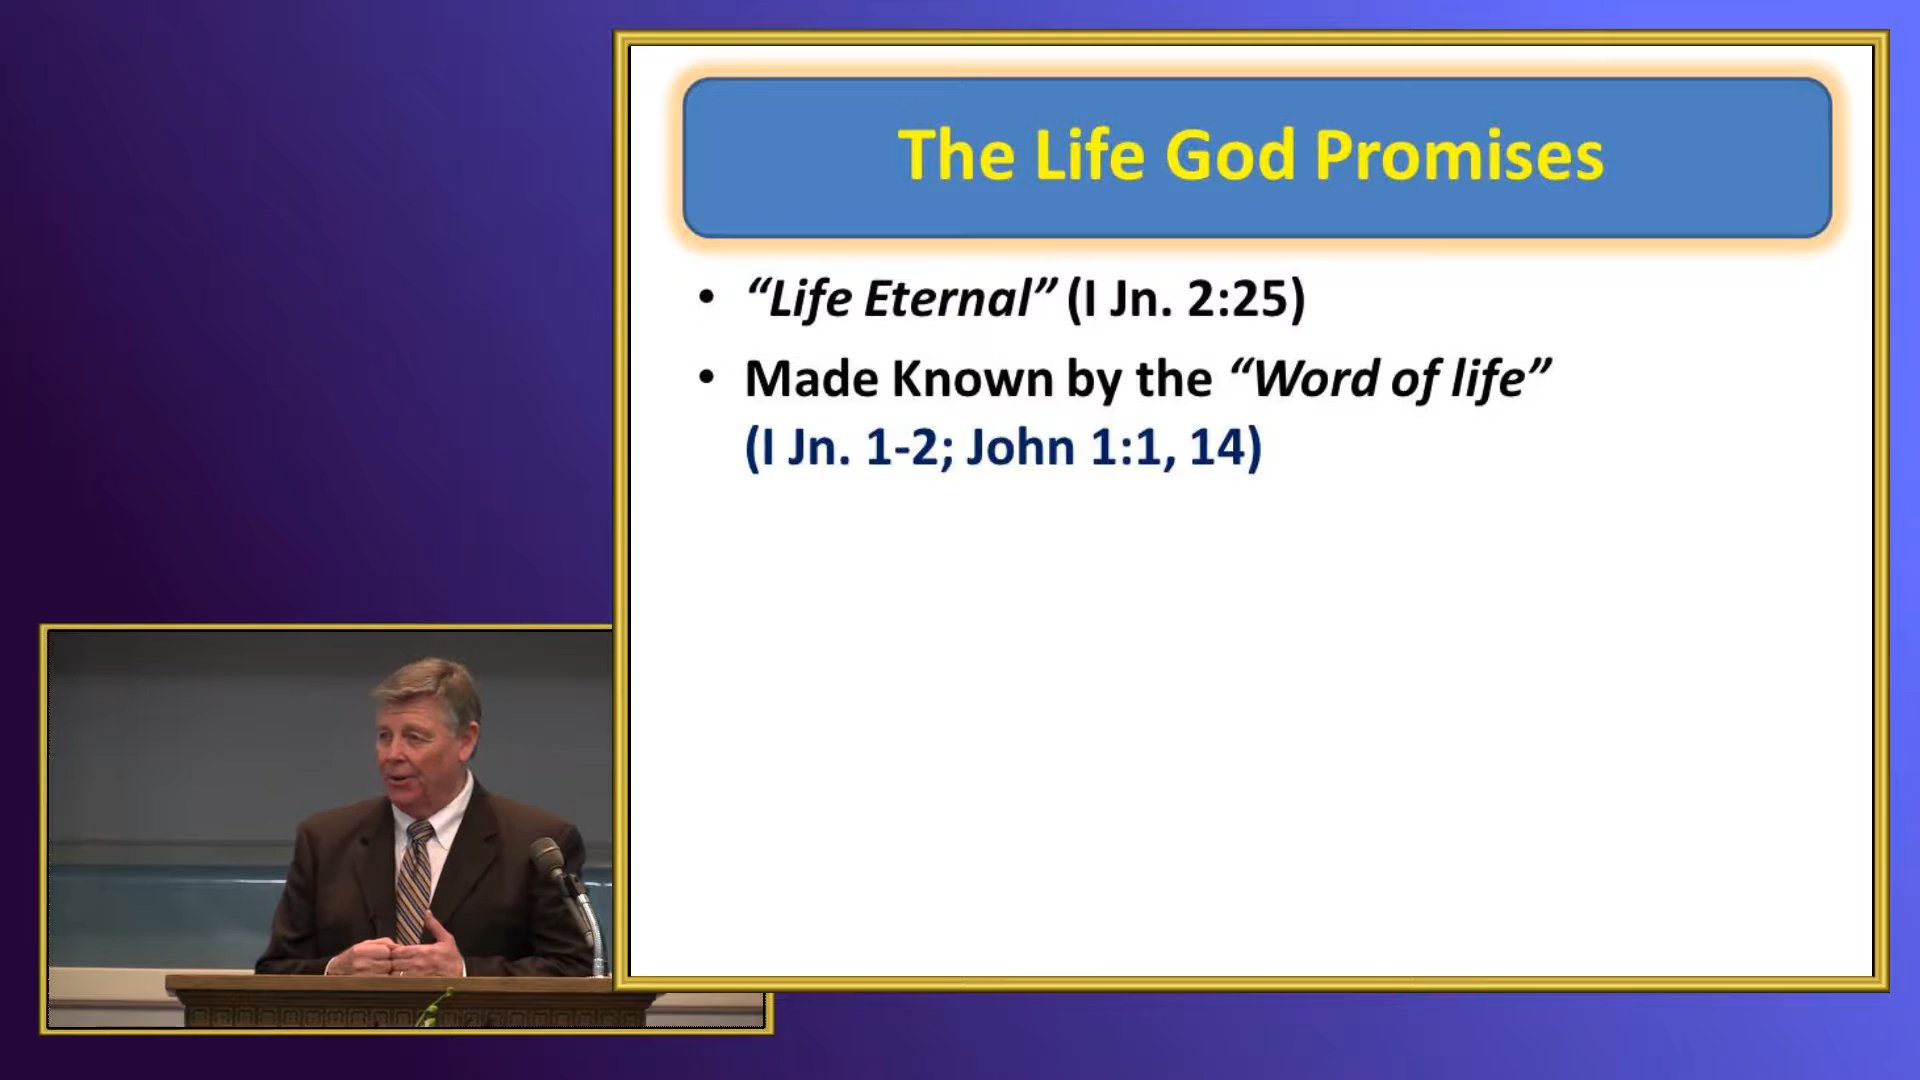 The Life God Promises
• “Life Eternal” (I Jn. 2:25)
• Made Known by the “Word of life”
(I Jn. 1-2; John 1:1, 14)